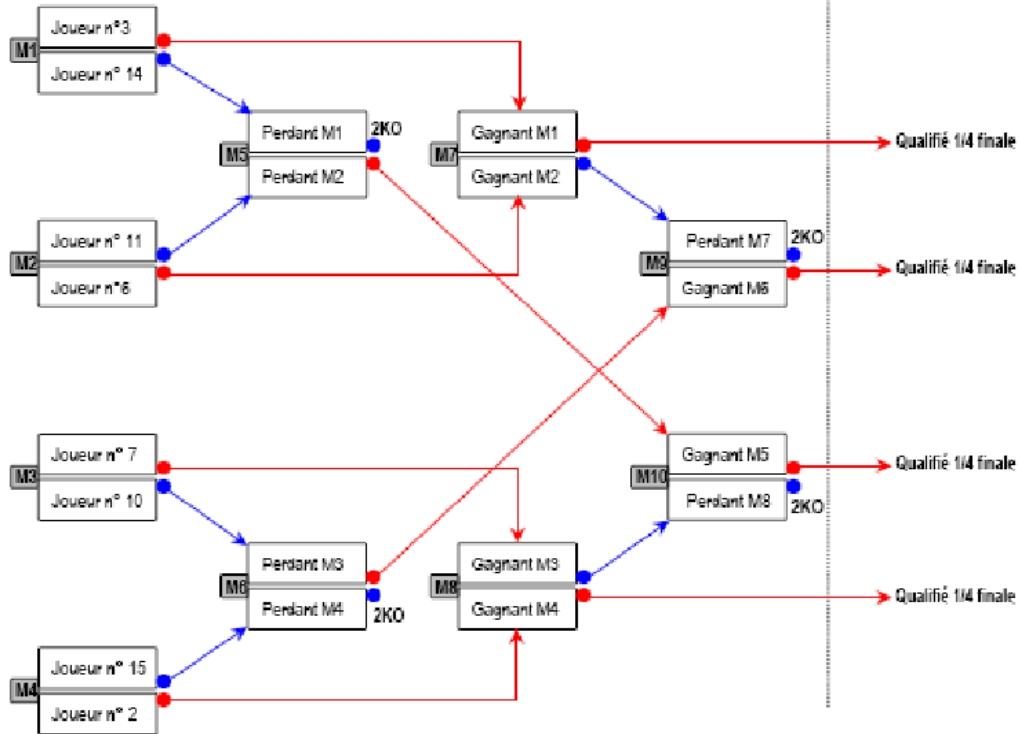 Joueur n°3
M1
Joueur n° 14
Perdant M1
2KO
M5
Perdant M2
Gagnant M1
M7
Gagnant M2
Qualifié 1/4 finale
Joueur n° 11
M2
Joueur n°6
Perdant M7
2KO
M9
Gagnant M6
Qualifié 1/4 finale
Joueur n° 7
M3
Joueur n° 10
Gagnant M5
M10
Perdant M8
2KO
Qualifié 1/4 finale
Perdant M3
M6
Perdant M4
2KO
Gagnant M3
M8
Gagnant M4
Qualifié 1/4 finale
Joueur n° 15
M4
Joueur n° 2